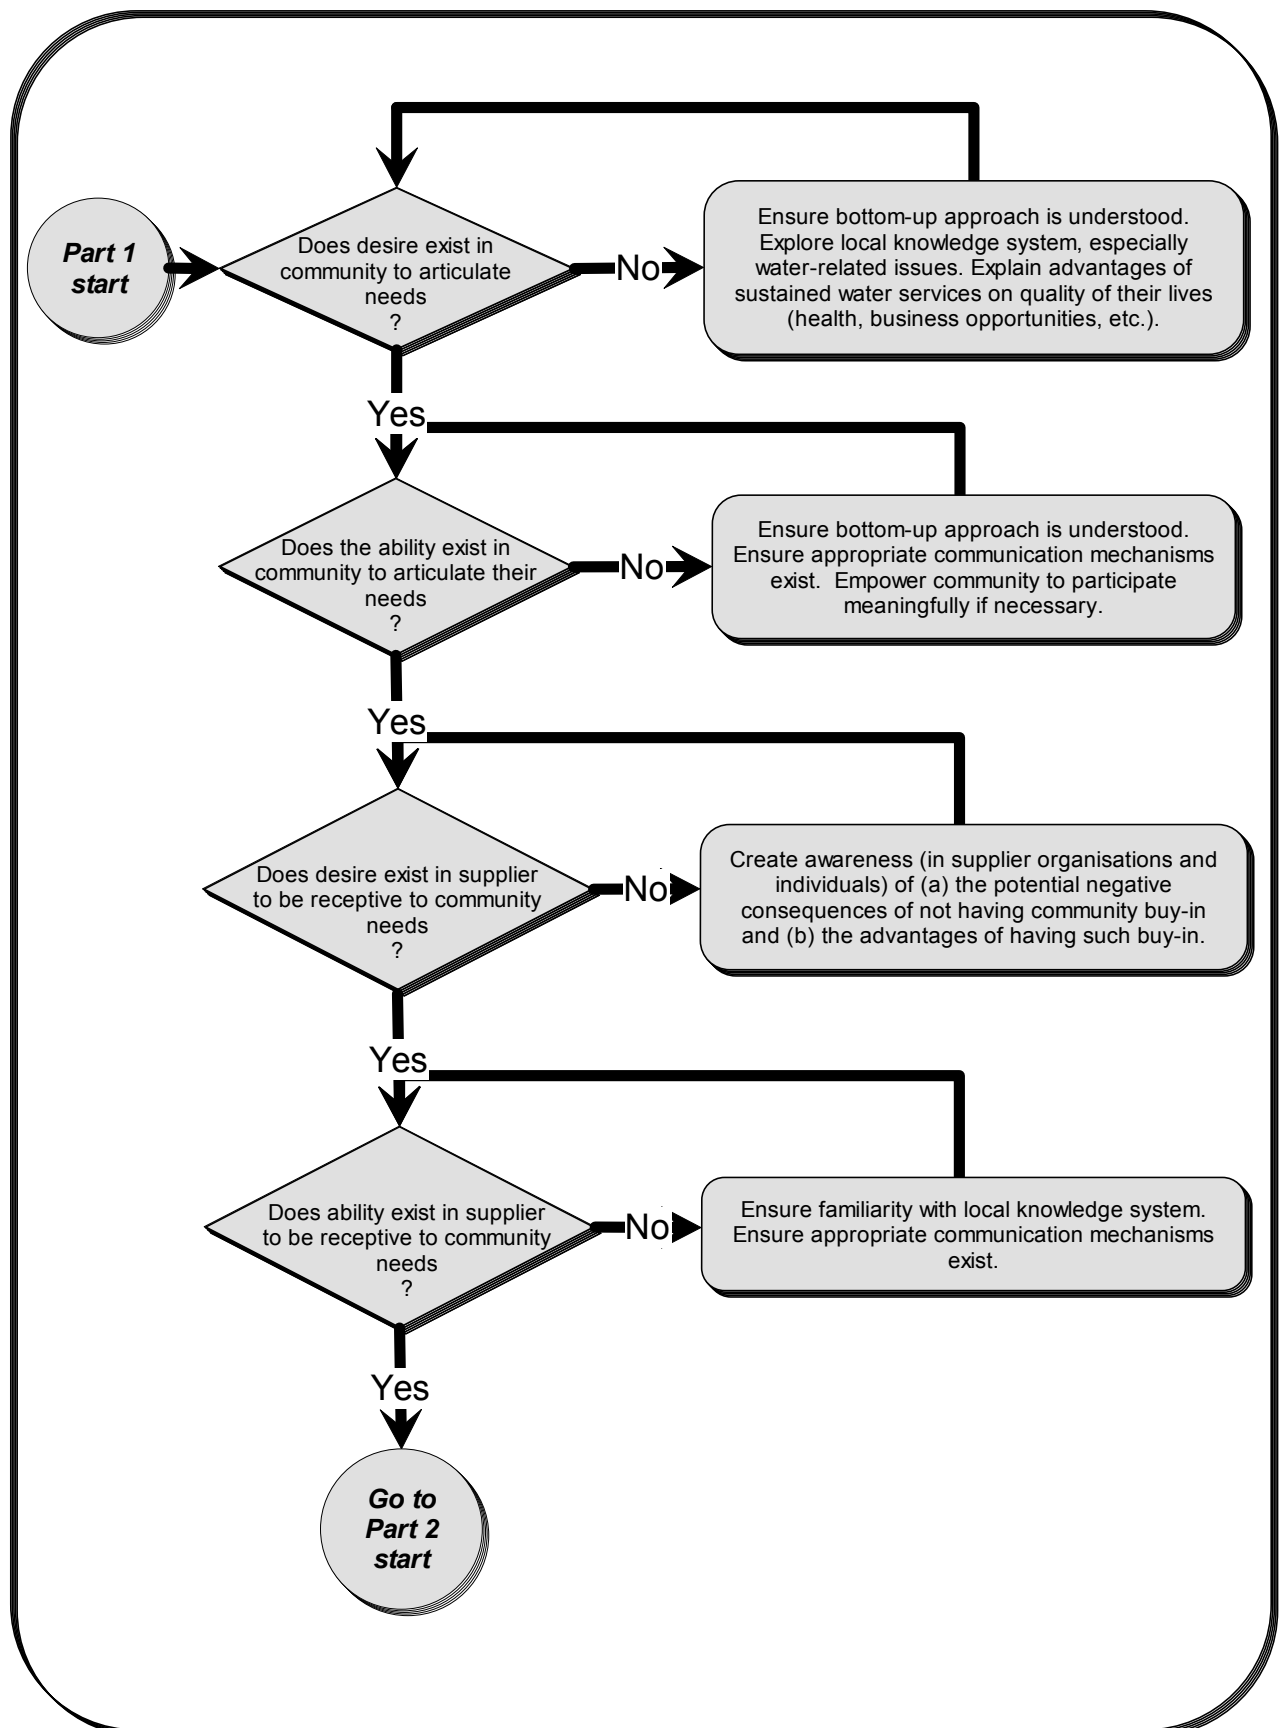 Part 1
start
Does desire exist in
community to articulate
needs
?
No
Ensure bottom-up approach is understood.
Explore local knowledge system, especially
water-related issues. Explain advantages of
sustained water services on quality of their lives
(health, business opportunities, etc.).
Yes
Does the ability exist in
community to articulate their
needs
?
No
Ensure bottom-up approach is understood.
Ensure appropriate communication mechanisms
exist.  Empower community to participate
meaningfully if necessary.
Yes
Does desire exist in supplier
to be receptive to community
needs
?
No
Create awareness (in supplier organisations and
individuals) of (a) the potential negative
consequences of not having community buy-in
and (b) the advantages of having such buy-in.
Yes
Does ability exist in supplier
to be receptive to community
needs
?
No
Ensure familiarity with local knowledge system.
Ensure appropriate communication mechanisms
exist.
Yes
Go to
Part 2
start